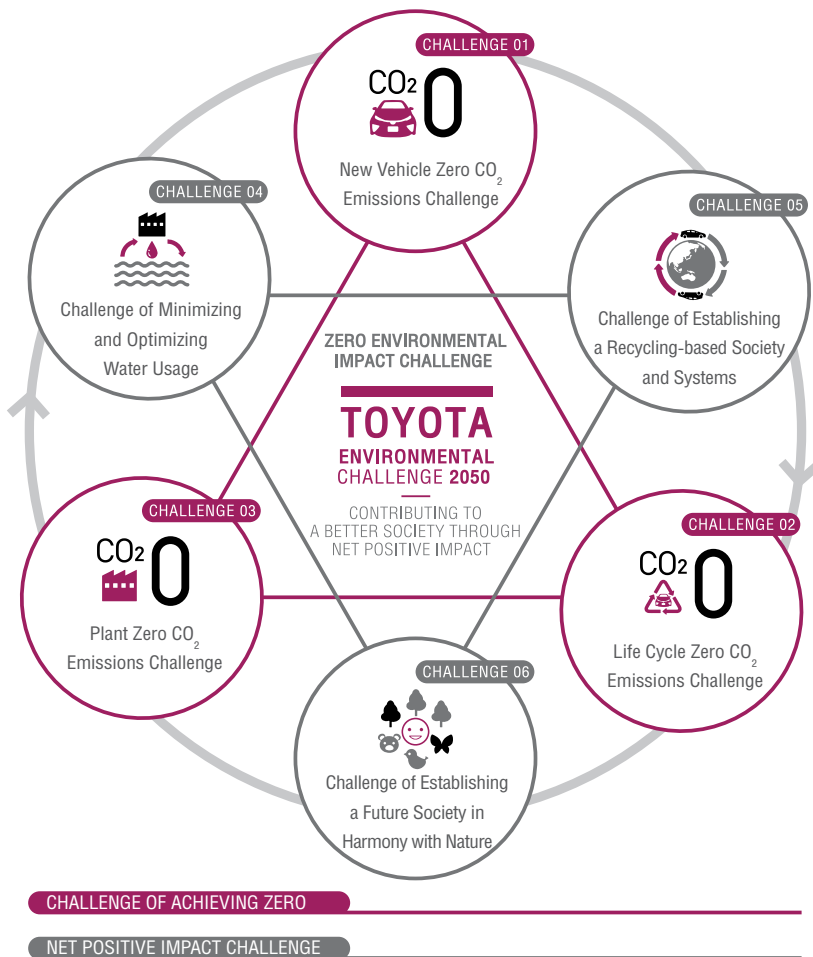 CHALLENGE 01
CO₂ 0
New Vehicle Zero CO₂
Emissions Challenge
CHALLENGE 04
Challenge of Minimizing
and Optimizing
Water Usage
CHALLENGE 05
Challenge of Establishing
a Recycling-based Society
and Systems
ZERO ENVIRONMENTAL
IMPACT CHALLENGE
TOYOTA
ENVIRONMENTAL
CHALLENGE 2050
CONTRIBUTING TO
A BETTER SOCIETY THROUGH
NET POSITIVE IMPACT
CHALLENGE 03
CO₂ 0
Plant Zero CO₂
Emissions Challenge
CHALLENGE 02
CO₂ 0
Life Cycle Zero CO₂
Emissions Challenge
CHALLENGE 06
Challenge of Establishing
a Future Society in
Harmony with Nature
CHALLENGE OF ACHIEVING ZERO
NET POSITIVE IMPACT CHALLENGE